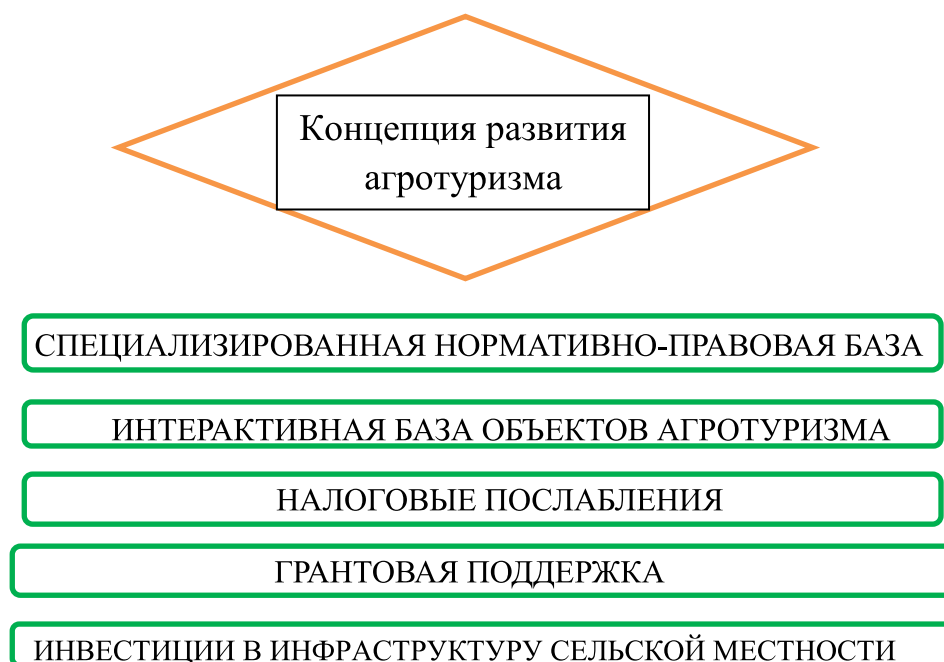 Концепция развития
агротуризма
СПЕЦИАЛИЗИРОВАННАЯ НОРМАТИВНО-ПРАВОВАЯ БАЗА
ИНТЕРАКТИВНАЯ БАЗА ОБЪЕКТОВ АГРОТУРИЗМА
НАЛОГОВЫЕ ПОСЛАБЛЕНИЯ
ГРАНТОВАЯ ПОДДЕРЖКА
ИНВЕСТИЦИИ В ИНФРАСТРУКТУРУ СЕЛЬСКОЙ МЕСТНОСТИ